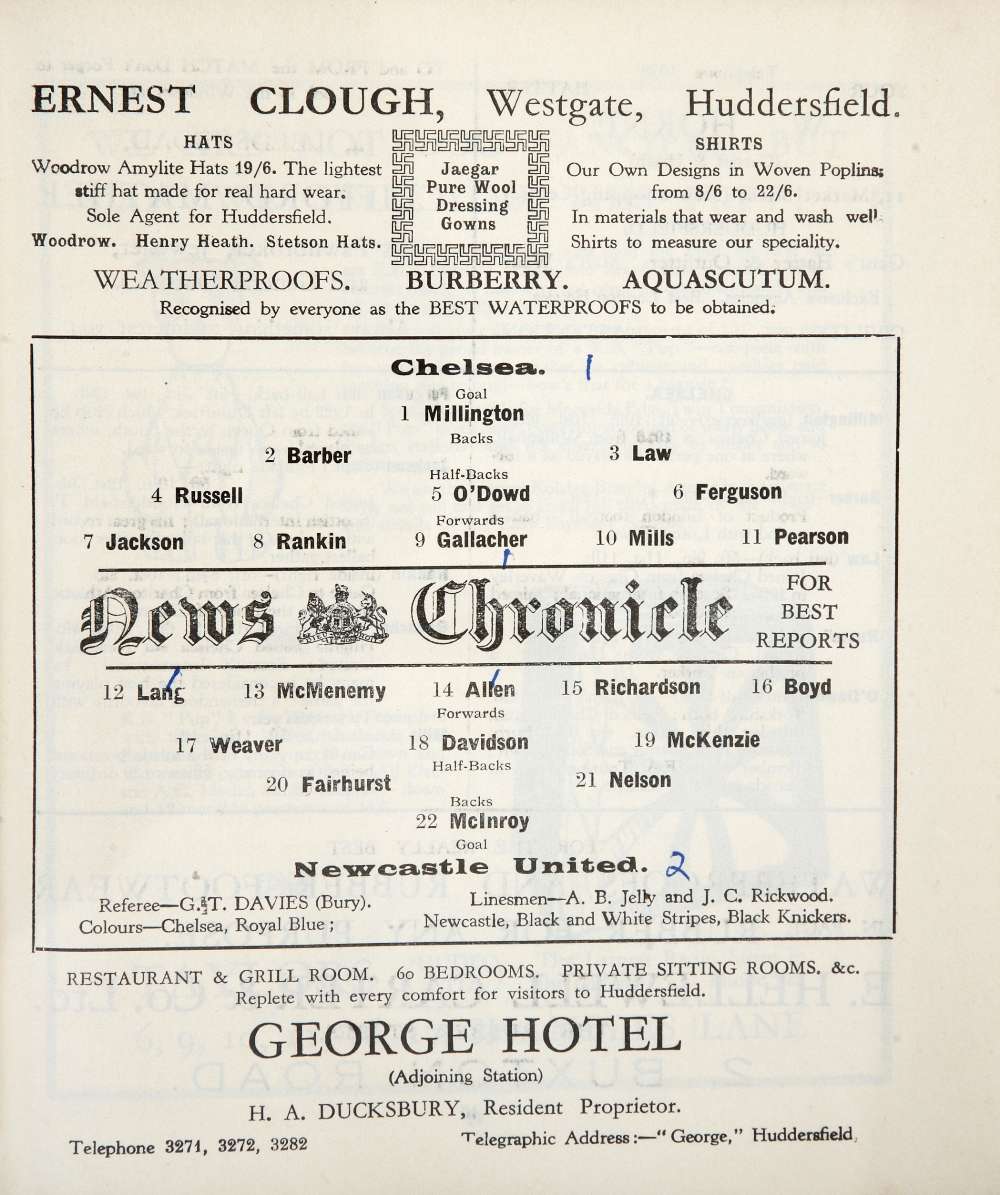 ERNEST CLOUGH, Westgate, Huddersfield.
HATS
Woodrow Amylite Hats 19/6. The lightest
stiff hat made for real hard wear.
Sole Agent for Huddersfield.
Woodrow. Henry Heath. Stetson Hats.
Jaegar
Pure Wool
Dressing
Gowns
SHIRTS
Our Own Designs in Woven Poplins;
from 8/6 to 22/6.
In materials that wear and wash well.
Shirts to measure our speciality.
WEATHERPROOFS. BURBERRY. AQUASCUTUM.
Recognised by everyone as the BEST WATERPROOFS to be obtained.
Chelsea. 1
Goal
1 Millington
Backs
2 Barber 3 Law
Half-Backs
4 Russell 5 O'Dowd 6 Ferguson
Forwards
7 Jackson 8 Rankin 9 Gallacher 10 Mills 11 Pearson
News Chronicle
FOR
BEST
REPORTS
12 Lang 13 McMenemy 14 Allen 15 Richardson 16 Boyd
Forwards
17 Weaver 18 Davidson 19 McKenzie
Half-Backs
20 Fairhurst 21 Nelson
Backs
22 McInroy
Goal
Newcastle United. 2
Referee—G. T. DAVIES (Bury). Linesmen—A. B. Jelly and J. C. Rickwood.
Colours—Chelsea, Royal Blue; Newcastle, Black and White Stripes, Black Knickers.
RESTAURANT & GRILL ROOM. 60 BEDROOMS. PRIVATE SITTING ROOMS. &c.
Replete with every comfort for visitors to Huddersfield.
GEORGE HOTEL
(Adjoining Station)
H. A. DUCKSBURY, Resident Proprietor.
Telephone 3271, 3272, 3282 Telegraphic Address:—"George," Huddersfield.